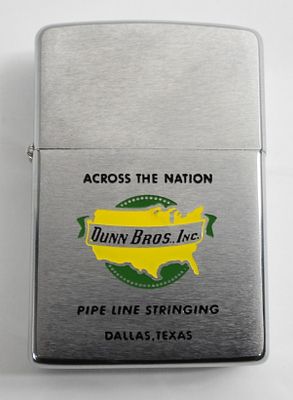 ACROSS THE NATION
DUNN BROS., INC.
PIPE LINE STRINGING
DALLAS, TEXAS